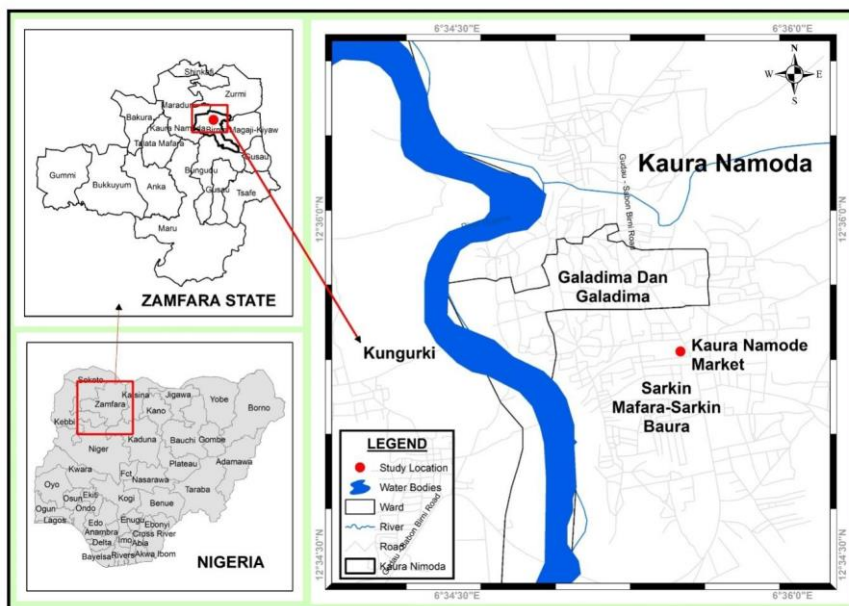 Shinkafi
Zurmi
Maradun
Bakura
Kaura Namoda
Birnin Magaji-Kiyaw
Talata Mafara
Gusau
Bungudu
Gummi
Bukkuyum
Anka
Gusau
Tsafe
Maru
ZAMFARA STATE
Sokoto
Zamfara
Katsina
Jigawa
Yobe
Borno
Kano
Kebbi
Kaduna
Bauchi
Gombe
Niger
Plateau
Adamawa
Kwara
Fct
Nasarawa
Taraba
Oyo
Ekiti
Kogi
Benue
Osun
Ondo
Ogun
Lagos
Edo
Enugu
Ebonyi
Anambra
Cross River
Delta
Imo
Abia
Bayelsa
Rivers
Akwa Ibom
NIGERIA
6°34'30"E
6°36'0"E
N
W
E
S
Kaura Namoda
Gudau - Sabon Birni Road
12°36'0"N
12°36'0"N
Galadima Dan
Galadima
Kungurki
Kaura Namode
Market
Sarkin
Mafara-Sarkin
Baura
LEGEND
Study Location
Water Bodies
Ward
River
Road
Kaura Nimoda
Gudau - Sabon Birni Road
12°34'30"N
12°34'30"N
6°34'30"E
6°36'0"E